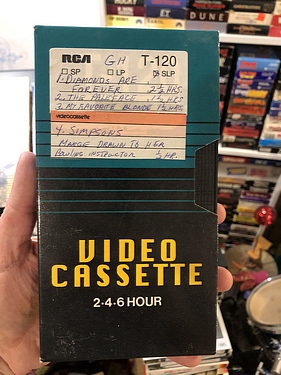 RCA GH T-120
SP LP SLP
1. DIAMONDS ARE
FOREVER 2½ HRS.
2. THE PALEFACE 1½ HRS
3. MY FAVORITE BLONDE 1½ HRS
videocassette
4. SIMPSONS
MARGE DRAWN TO HER
BOWLING INSTRUCTOR ½ HR.
VIDEO
CASSETTE
2·4·6 HOUR
DUNE